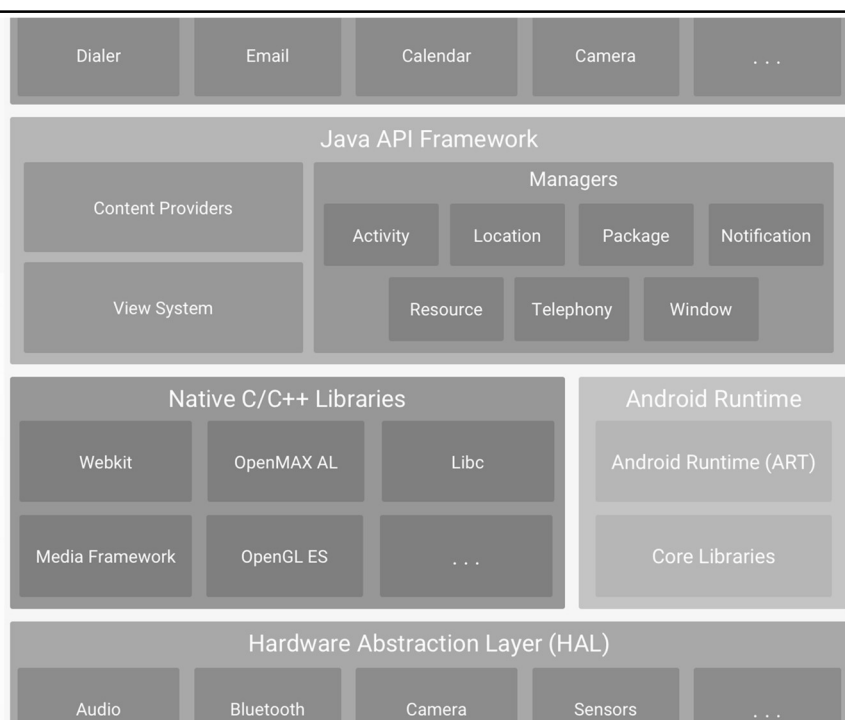 Dialer Email Calendar Camera . . .
Java API Framework
Content Providers
View System
Managers
Activity Location Package Notification
Resource Telephony Window
Native C/C++ Libraries
Webkit OpenMAX AL Libc
Media Framework OpenGL ES . . .
Android Runtime
Android Runtime (ART)
Core Libraries
Hardware Abstraction Layer (HAL)
Audio Bluetooth Camera Sensors . . .